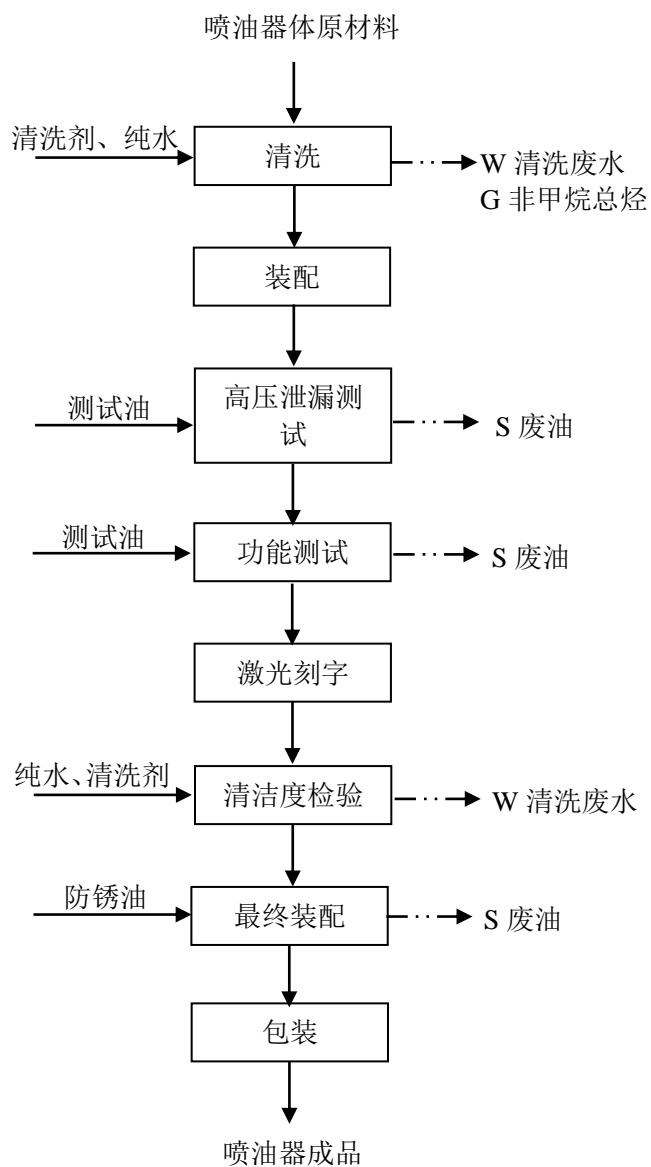 喷油器体原材料
清洗剂、纯水
清洗
W 清洗废水
G 非甲烷总烃
装配
测试油
高压泄漏测
试
S 废油
测试油
功能测试
S 废油
激光刻字
纯水、清洗剂
清洁度检验
W 清洗废水
防锈油
最终装配
S 废油
包装
喷油器成品